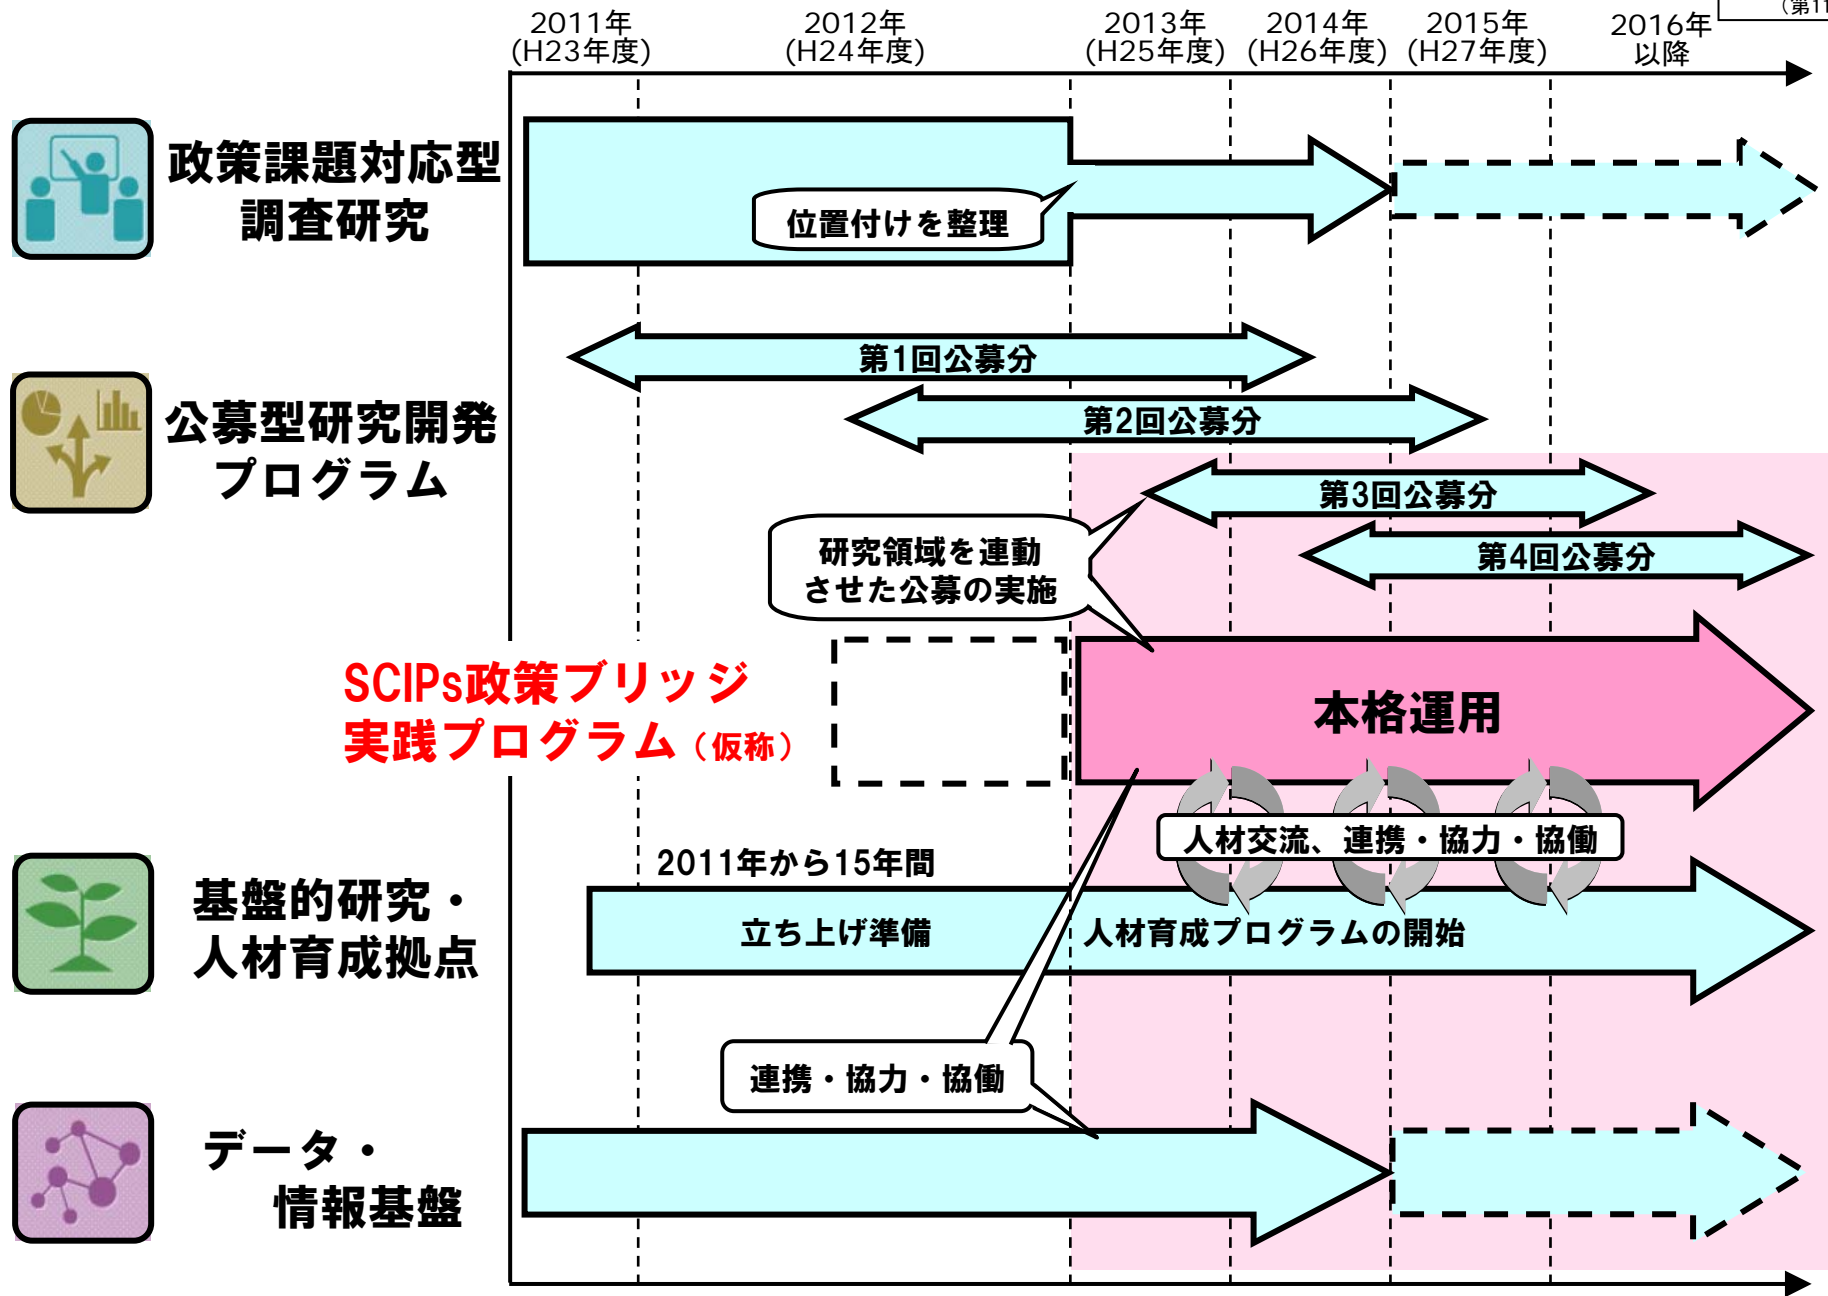 （第11
2011年
(H23年度)
2012年
(H24年度)
2013年
(H25年度)
2014年
(H26年度)
2015年
(H27年度)
2016年
以降
政策課題対応型
調査研究
位置付けを整理
第1回公募分
公募型研究開発
プログラム
第2回公募分
第3回公募分
研究領域を連動
させた公募の実施
第4回公募分
SCIPs政策ブリッジ
実践プログラム（仮称）
本格運用
人材交流、連携・協力・協働
2011年から15年間
基盤的研究・
人材育成拠点
立ち上げ準備
人材育成プログラムの開始
連携・協力・協働
データ・
情報基盤